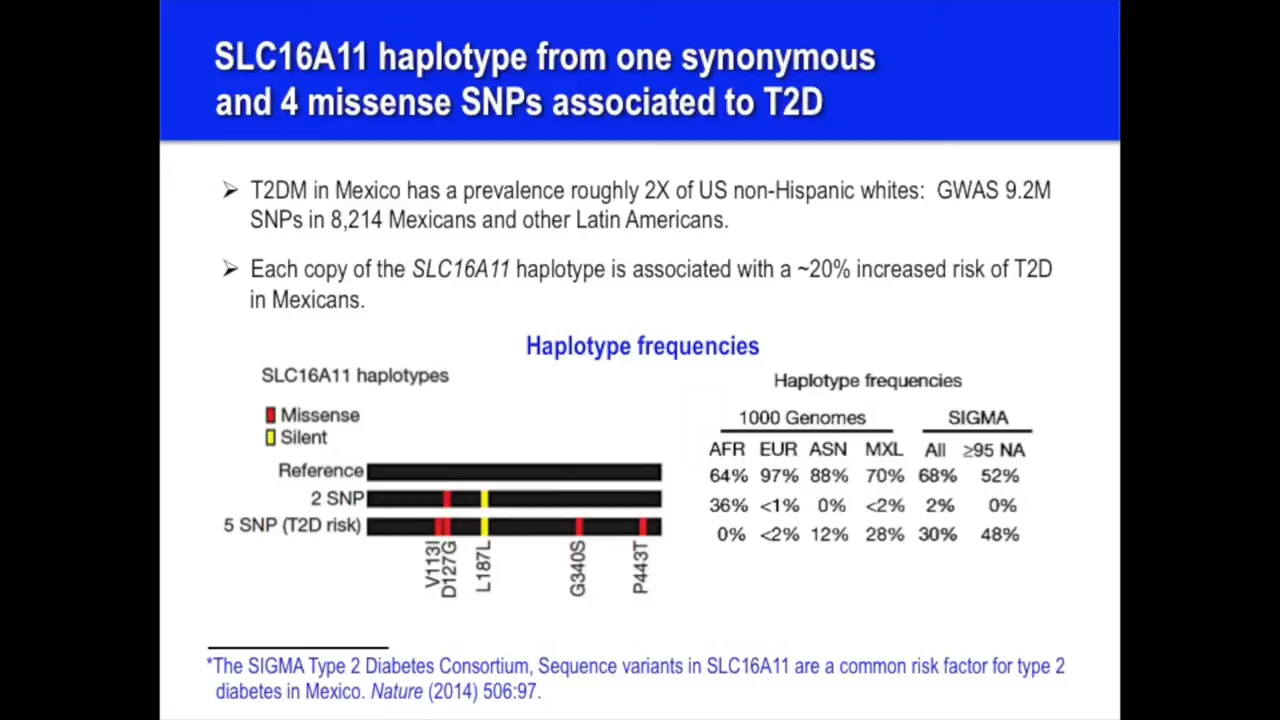 SLC16A11 haplotype from one synonymous
and 4 missense SNPs associated to T2D
➢ T2DM in Mexico has a prevalence roughly 2X of US non-Hispanic whites: GWAS 9.2M
SNPs in 8,214 Mexicans and other Latin Americans.
➢ Each copy of the SLC16A11 haplotype is associated with a ~20% increased risk of T2D
in Mexicans.
Haplotype frequencies
SLC16A11 haplotypes
Missense
Silent
Reference
2 SNP
5 SNP (T2D risk)
V113I
D127G
L187L
G340S
P443T
Haplotype frequencies
1000 Genomes SIGMA
AFR EUR ASN MXL All ≥95 NA
64% 97% 88% 70% 68% 52%
36% <1% 0% <2% 2% 0%
0% <2% 12% 28% 30% 48%
*The SIGMA Type 2 Diabetes Consortium, Sequence variants in SLC16A11 are a common risk factor for type 2
diabetes in Mexico. Nature (2014) 506:97.